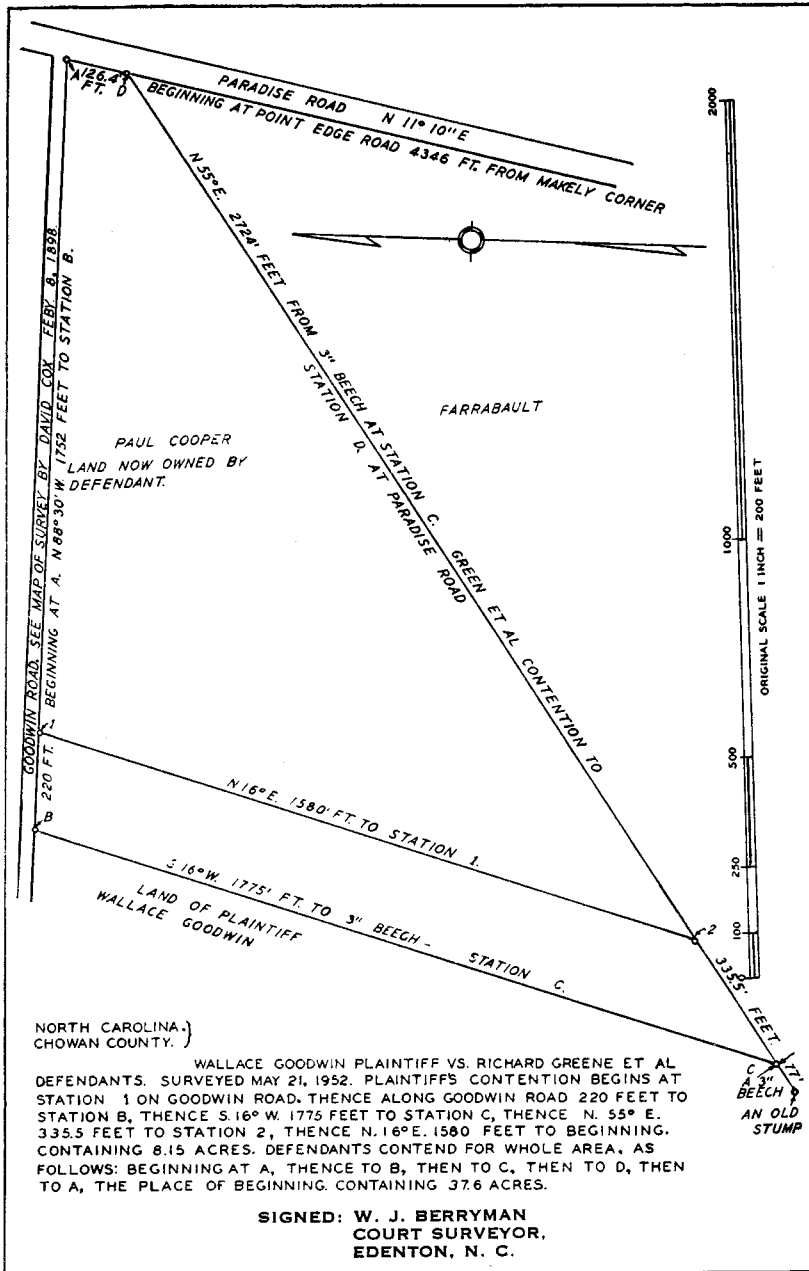 PARADISE ROAD N 11° 10" E
BEGINNING AT POINT EDGE ROAD 4346 FT. FROM MAKELY CORNER
A
126.4
FT. D
N 55° E. 2724' FEET FROM 3" BEECH AT STATION C. GREEN ET AL CONTENTION TO
STATION D. AT PARADISE ROAD
GOODWIN ROAD. SEE MAP OF SURVEY BY DAVID COX FEBY 8, 1898.
BEGINNING AT A. N 88° 30' W. 1752 FEET TO STATION B.
220 FT.
PAUL COOPER
LAND NOW OWNED BY
DEFENDANT.
FARRABAULT
2000
1000
500
250
100
0
ORIGINAL SCALE 1 INCH = 200 FEET
1
B
N 16° E. 1580' FT. TO STATION 1.
S 16° W. 1775' FT. TO 3" BEECH - STATION C.
LAND OF PLAINTIFF
WALLACE GOODWIN
2
335.5' FEET.
77'
C
A 3"
BEECH
AN OLD
STUMP
NORTH CAROLINA. }
CHOWAN COUNTY.
WALLACE GOODWIN PLAINTIFF VS. RICHARD GREENE ET AL
DEFENDANTS. SURVEYED MAY 21, 1952. PLAINTIFFS CONTENTION BEGINS AT
STATION 1 ON GOODWIN ROAD. THENCE ALONG GOODWIN ROAD 220 FEET TO
STATION B, THENCE S. 16° W. 1775 FEET TO STATION C, THENCE N. 55° E.
335.5 FEET TO STATION 2, THENCE N. 16° E. 1580 FEET TO BEGINNING.
CONTAINING 8.15 ACRES. DEFENDANTS CONTEND FOR WHOLE AREA, AS
FOLLOWS: BEGINNING AT A, THENCE TO B, THEN TO C, THEN TO D, THEN
TO A, THE PLACE OF BEGINNING. CONTAINING 37.6 ACRES.
SIGNED: W. J. BERRYMAN
COURT SURVEYOR,
EDENTON, N. C.